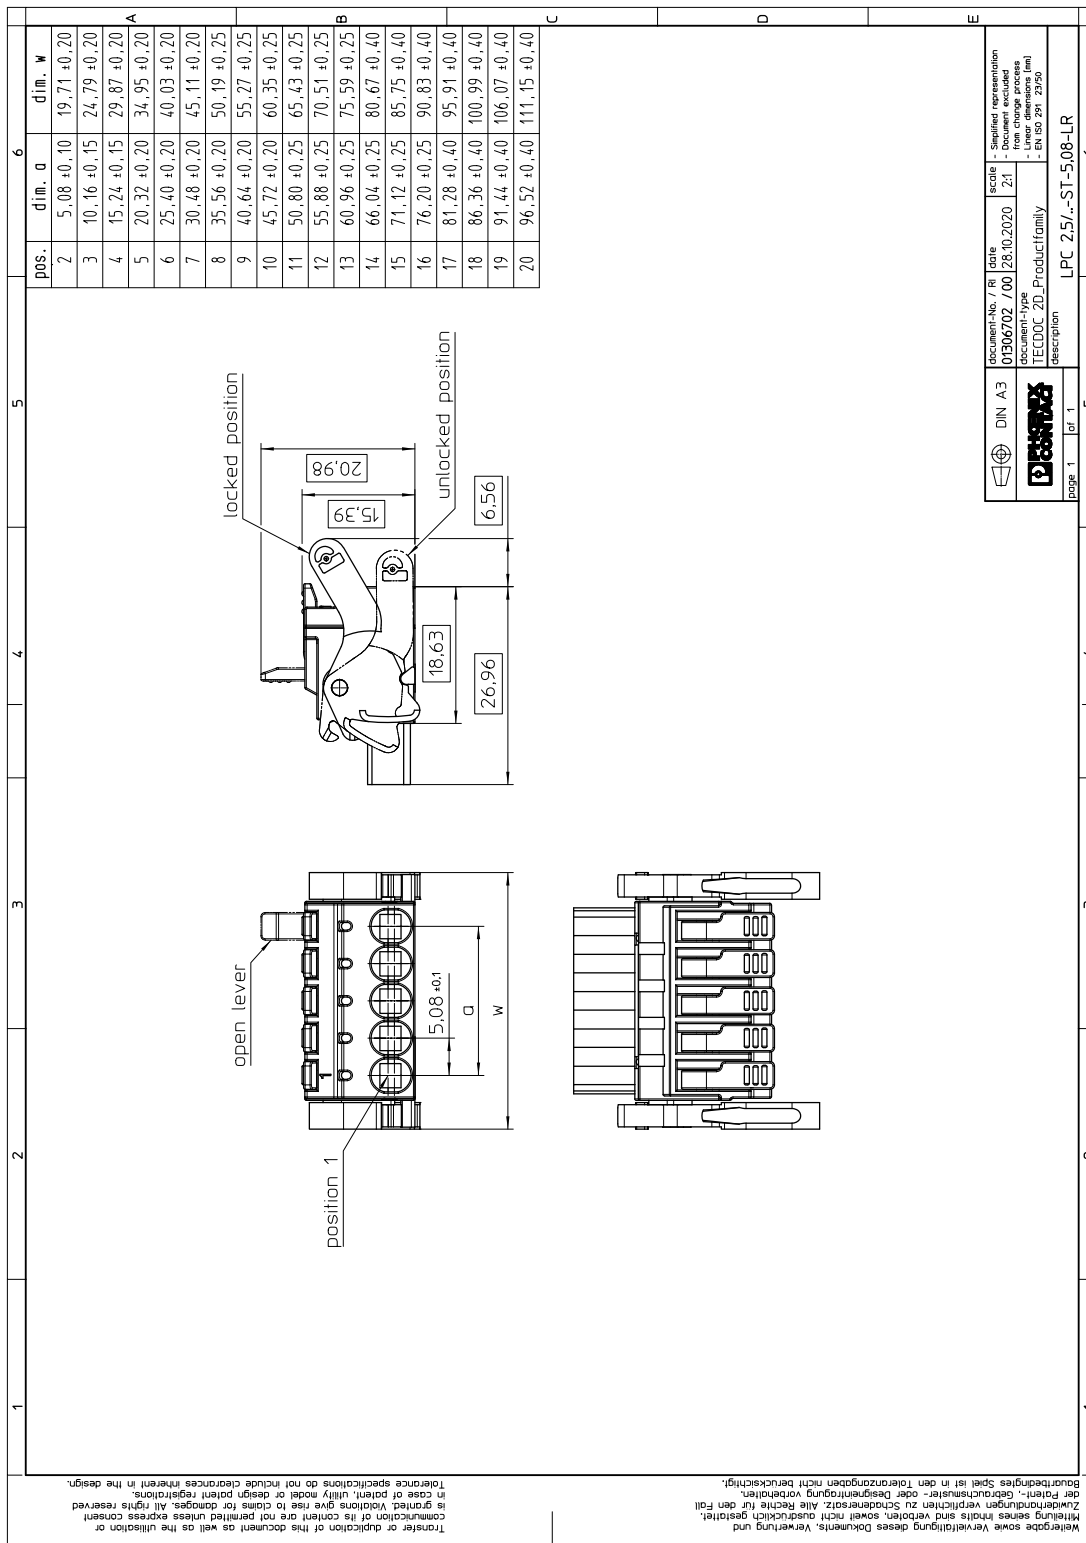 1 2 3 4 5 6
A
B
C
D
E
pos. dim. a dim. w
2 5,08 ±0,10 19,71 ±0,20
3 10,16 ±0,15 24,79 ±0,20
4 15,24 ±0,15 29,87 ±0,20
5 20,32 ±0,20 34,95 ±0,20
6 25,40 ±0,20 40,03 ±0,20
7 30,48 ±0,20 45,11 ±0,20
8 35,56 ±0,20 50,19 ±0,25
9 40,64 ±0,20 55,27 ±0,25
10 45,72 ±0,20 60,35 ±0,25
11 50,80 ±0,25 65,43 ±0,25
12 55,88 ±0,25 70,51 ±0,25
13 60,96 ±0,25 75,59 ±0,25
14 66,04 ±0,25 80,67 ±0,40
15 71,12 ±0,25 85,75 ±0,40
16 76,20 ±0,25 90,83 ±0,40
17 81,28 ±0,40 95,91 ±0,40
18 86,36 ±0,40 100,99 ±0,40
19 91,44 ±0,40 106,07 ±0,40
20 96,52 ±0,40 111,15 ±0,40
open lever
position 1
1
5,08 ±0,1
a
w
locked position
unlocked position
20,98
15,39
18,63
26,96
6,56
DIN A3
document-No. / RI
01306702 / 00
date
28.10.2020
scale
2:1
- Simplified representation
- Document excluded
from change process
- Linear dimensions [mm]
- EN ISO 291 23/50
PHOENIX
CONTACT
document-type
TECDOC 2D_Productfamily
description
LPC 2,5/..-ST-5,08-LR
page 1 of 1
Transfer or duplication of this document as well as the utilisation or
communication of its content are not permitted unless express consent
is granted. Violations give rise to claims for damages. All rights reserved
in case of patent, utility model or design patent registrations.
Tolerance specifications do not include clearances inherent in the design.
Weitergabe sowie Vervielfältigung dieses Dokuments, Verwertung und
Mitteilung seines Inhalts sind verboten, soweit nicht ausdrücklich gestattet.
Zuwiderhandlungen verpflichten zu Schadenersatz. Alle Rechte für den Fall
der Patent-, Gebrauchsmuster- oder Designeintragung vorbehalten.
Bauartbedingtes Spiel ist in den Toleranzangaben nicht berücksichtigt.